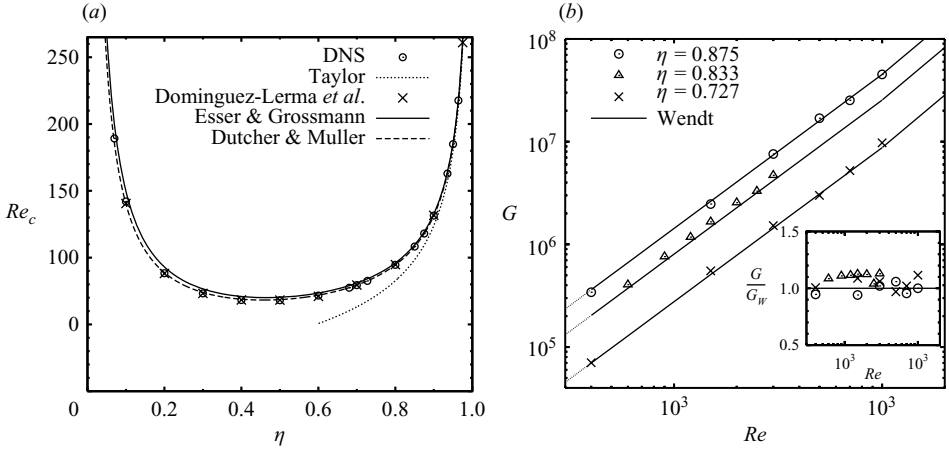 (a)
250
200
150
100
00
0
0
0.2
0.4
0.6
0.8
1.0
Re_c
η
DNS
Taylor
Dominguez-Lerma et al.
Esser & Grossmann
Dutcher & Muller
(b)
10^8
10^7
10^6
10^5
G
10^3
10^3
Re
η = 0.875
η = 0.833
η = 0.727
Wendt
1.5
1.0
0.5
G
G_W
10^3
10^3
Re